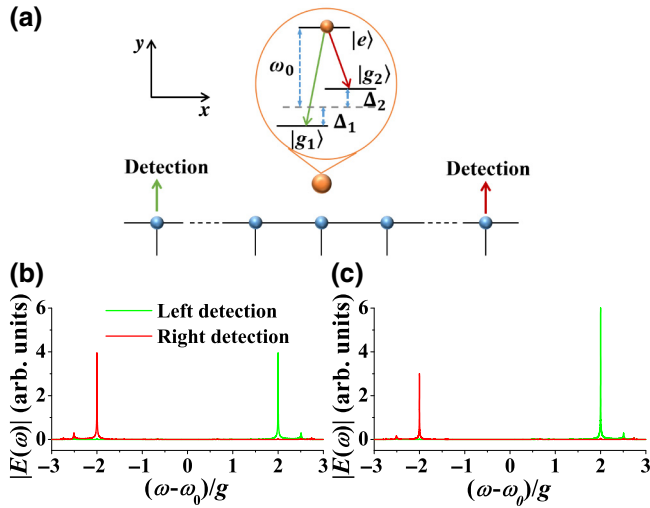 (a)
y
x
ω₀
|e⟩
|g₂⟩
Δ₂
Δ₁
|g₁⟩
Detection
Detection
(b)
(c)
|E(ω)| (arb. units)
6
4
2
0
Left detection
Right detection
−3 −2 −1 0 1 2 3
(ω-ω₀)/g
|E(ω)| (arb. units)
6
4
2
0
−3 −2 −1 0 1 2 3
(ω-ω₀)/g